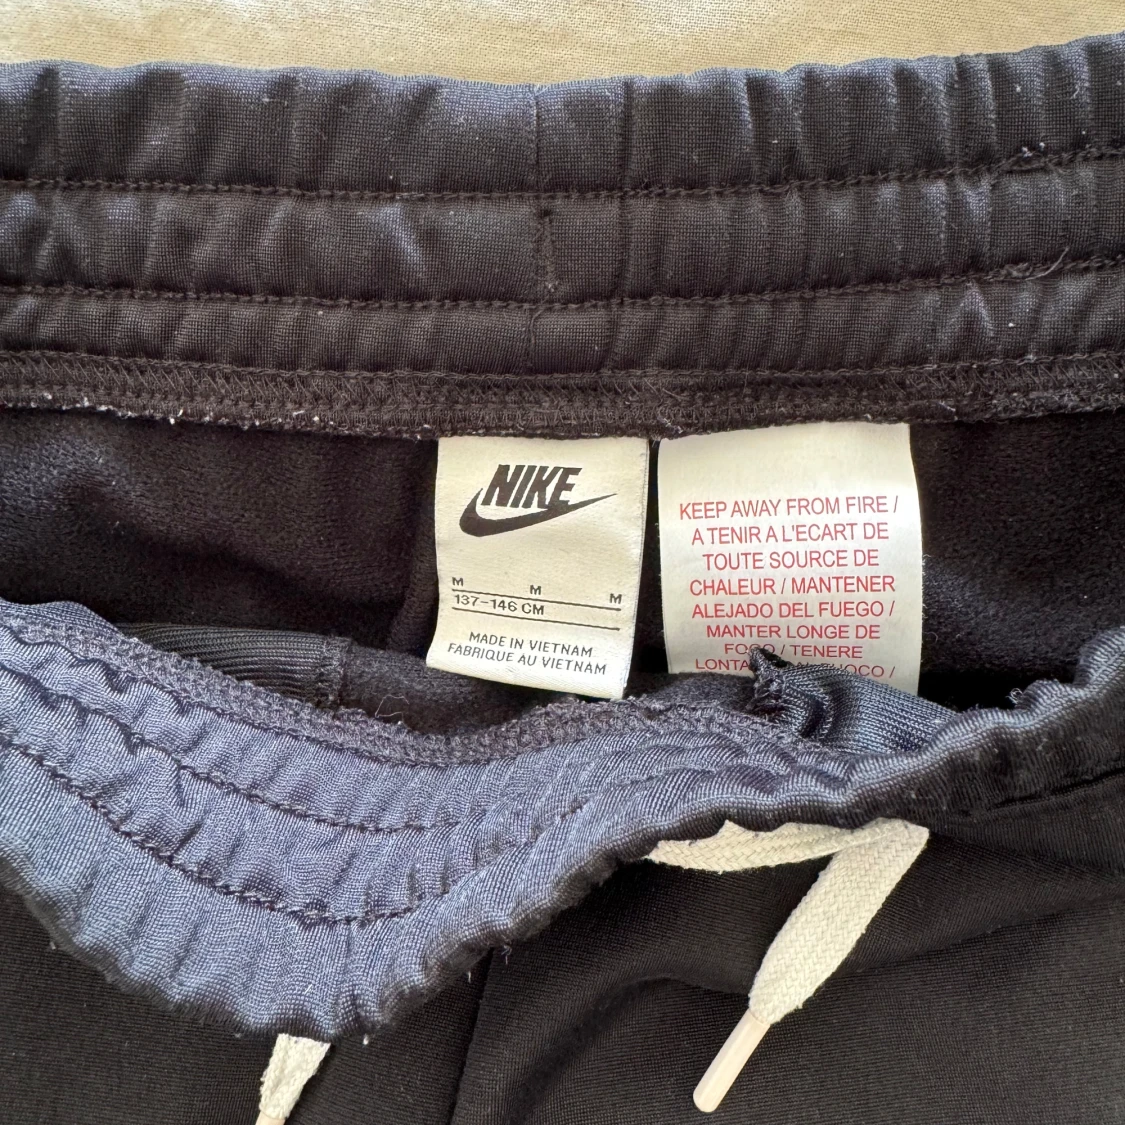 NIKE
M M M
137-146 CM
MADE IN VIETNAM
FABRIQUE AU VIETNAM
KEEP AWAY FROM FIRE /
A TENIR A L'ECART DE
TOUTE SOURCE DE
CHALEUR / MANTENER
ALEJADO DEL FUEGO /
MANTER LONGE DE
/ TENERE